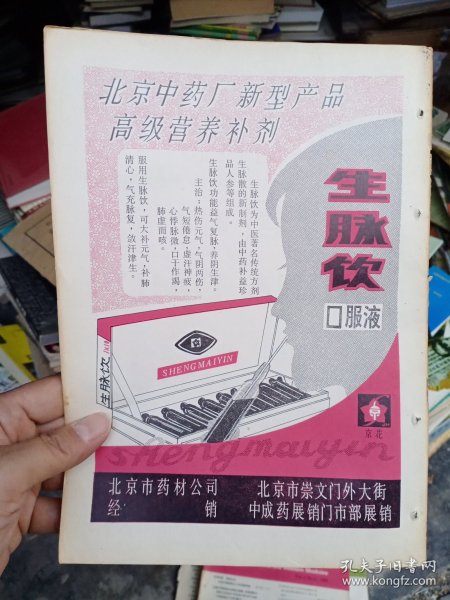 北京中药厂新型产品
高级营养补剂
生脉饮
口服液
生脉饮为中医著名传统方剂
生脉散的新制剂，由中药补益珍
品人参等组成。
生脉饮功能益气复脉，养阴生津。
主治：热伤元气，气阴两伤，
气短倦怠，虚汗神疲，
心悸脉微，口干作渴，
肺虚而咳。
服用生脉饮，可大补元气，补肺
清心，气充脉复，敛汗津生。
SHENGMAIYIN
生脉饮
京花
shengmaiyin
北京市药材公司
经销
北京市崇文门外大街
中成药展销门市部展销
孔夫子旧书网
www.kongfz.com